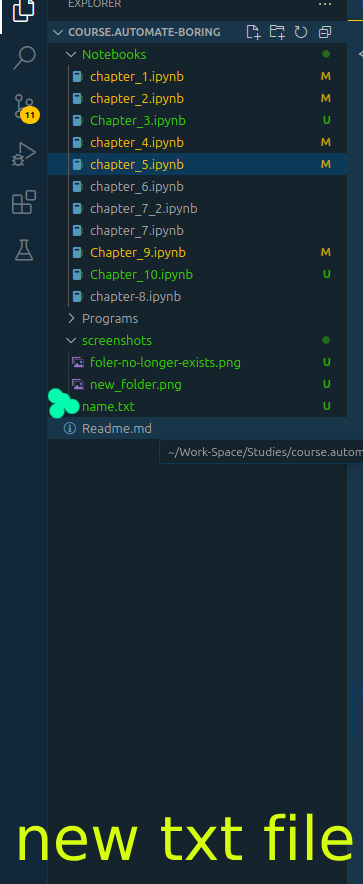 EXPLORER
COURSE.AUTOMATE-BORING
Notebooks
chapter_1.ipynb M
chapter_2.ipynb M
Chapter_3.ipynb U
11
chapter_4.ipynb M
chapter_5.ipynb M
chapter_6.ipynb
chapter_7_2.ipynb
chapter_7.ipynb
Chapter_9.ipynb M
Chapter_10.ipynb U
chapter-8.ipynb
Programs
screenshots
foler-no-longer-exists.png U
new_folder.png U
name.txt U
Readme.md
~/Work-Space/Studies/course.autom
new txt file